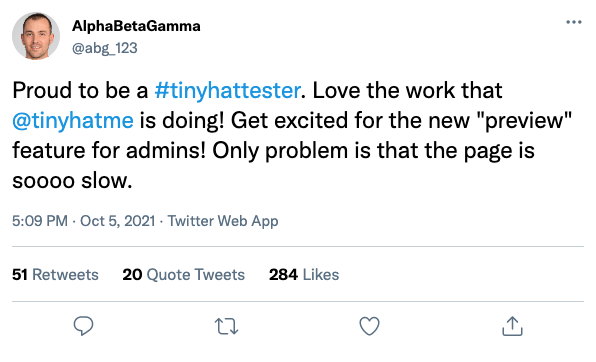 AlphaBetaGamma
@abg_123
Proud to be a #tinyhattester. Love the work that
@tinyhatme is doing! Get excited for the new "preview"
feature for admins! Only problem is that the page is
soooo slow.
5:09 PM · Oct 5, 2021 · Twitter Web App
51 Retweets 20 Quote Tweets 284 Likes